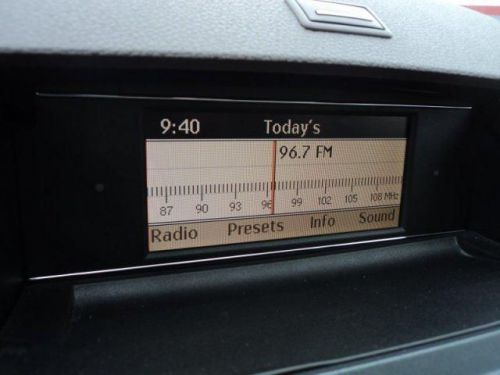 9:40 Today's
96.7 FM
87 90 93 96 99 102 105 108 MHz
Radio Presets Info Sound